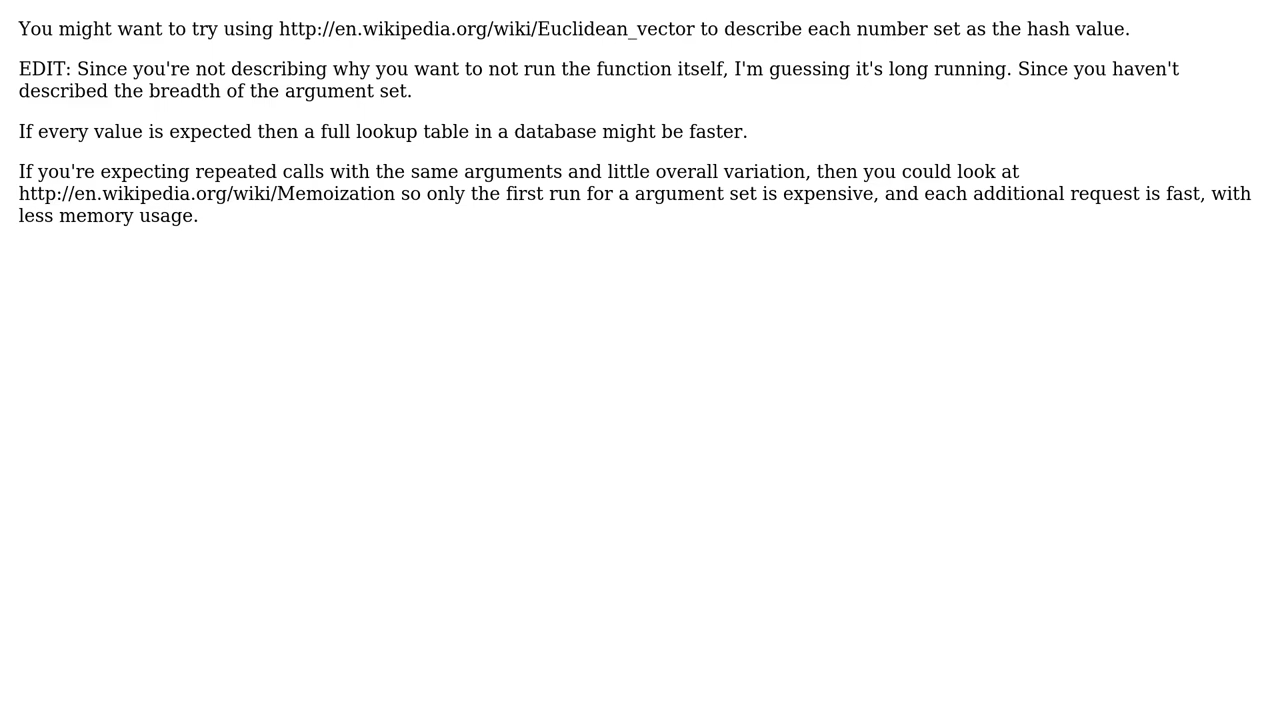 You might want to try using http://en.wikipedia.org/wiki/Euclidean_vector to describe each number set as the hash value.
EDIT: Since you're not describing why you want to not run the function itself, I'm guessing it's long running. Since you haven't
described the breadth of the argument set.
If every value is expected then a full lookup table in a database might be faster.
If you're expecting repeated calls with the same arguments and little overall variation, then you could look at
http://en.wikipedia.org/wiki/Memoization so only the first run for a argument set is expensive, and each additional request is fast, with
less memory usage.